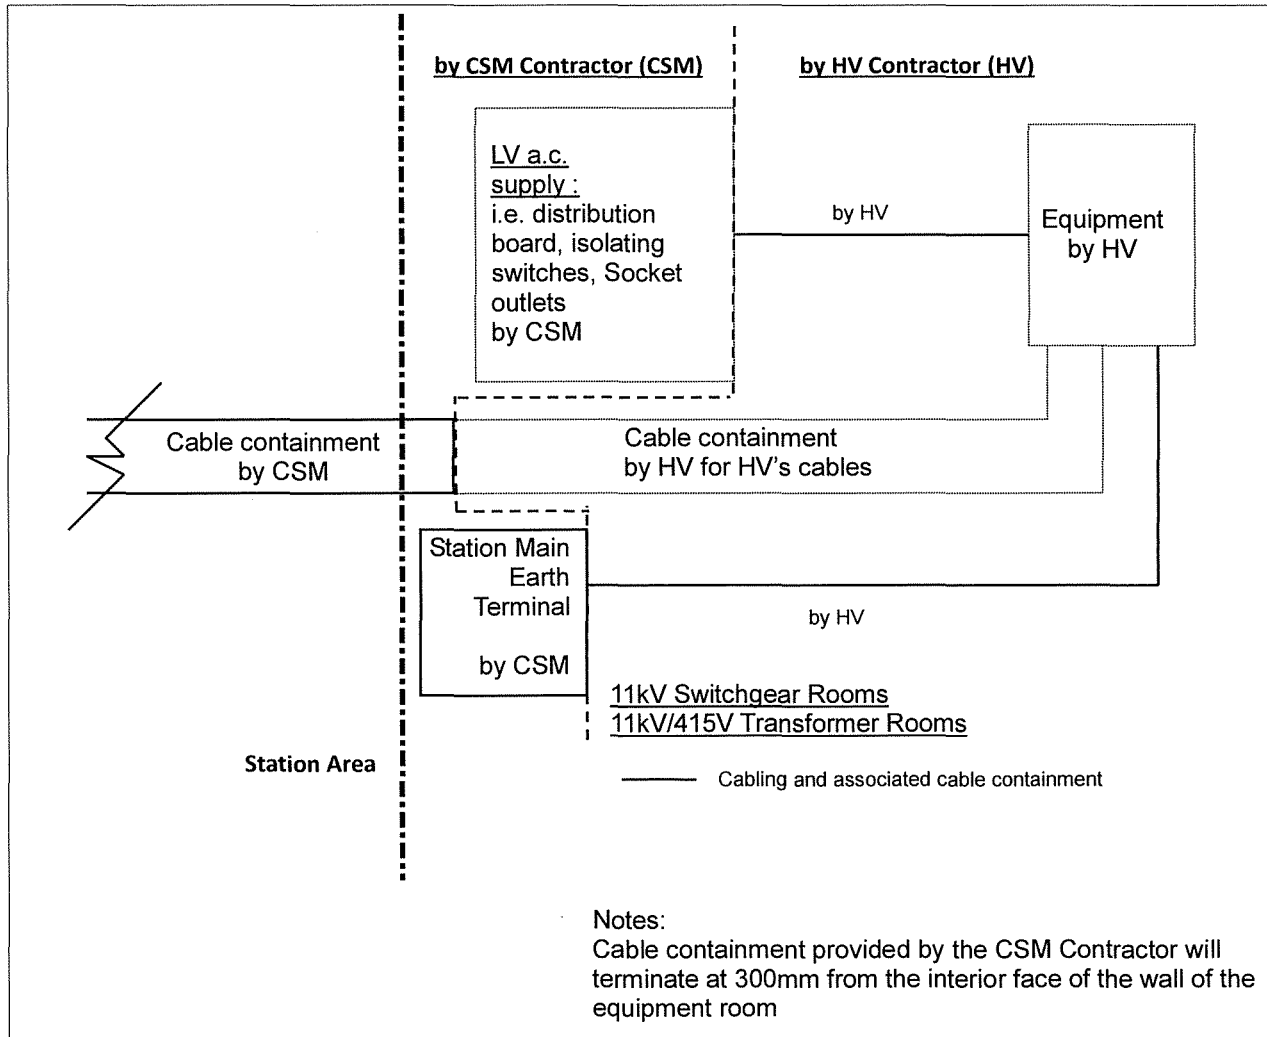 by CSM Contractor (CSM)
by HV Contractor (HV)
LV a.c.
supply :
i.e. distribution
board, isolating
switches, Socket
outlets
by CSM
by HV
Equipment
by HV
Cable containment
by CSM
Cable containment
by HV for HV's cables
Station Main
Earth
Terminal
by CSM
by HV
11kV Switchgear Rooms
11kV/415V Transformer Rooms
Station Area
Cabling and associated cable containment
Notes:
Cable containment provided by the CSM Contractor will
terminate at 300mm from the interior face of the wall of the
equipment room